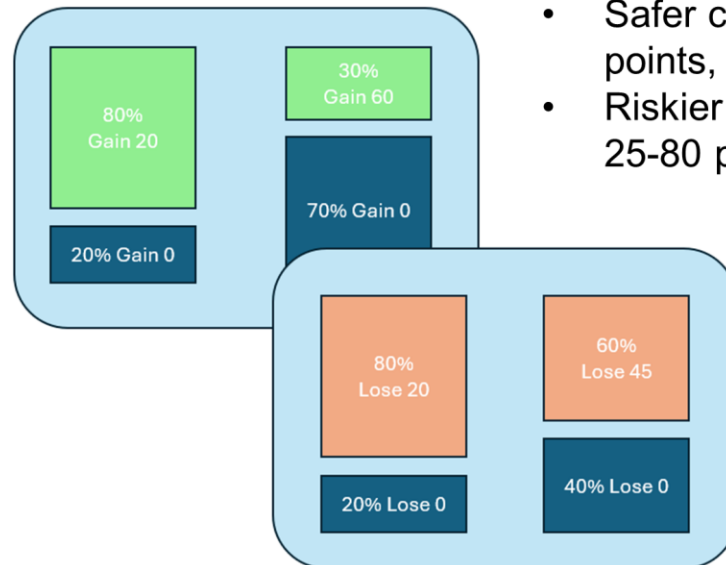 • Safer c
points,
• Riskier
25-80 p
80%
Gain 20
20% Gain 0
30%
Gain 60
70% Gain 0
80%
Lose 20
20% Lose 0
60%
Lose 45
40% Lose 0